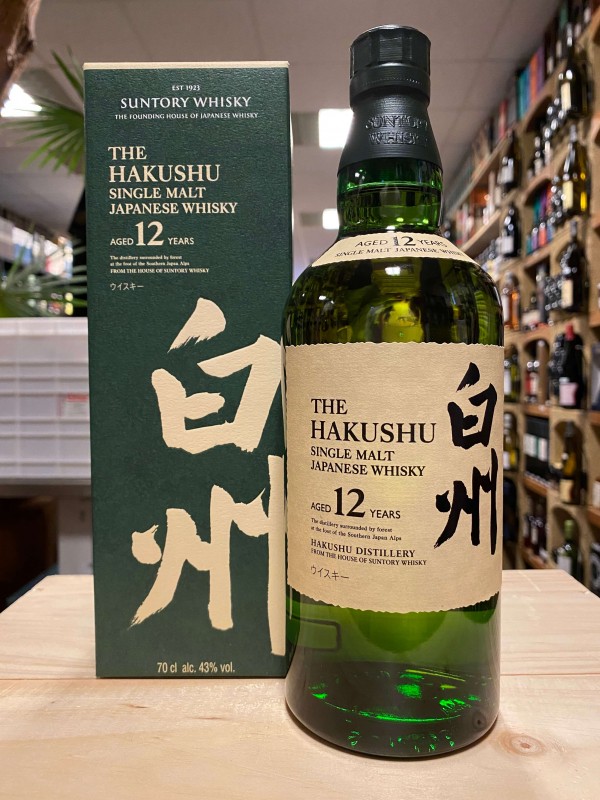 EST 1923
SUNTORY WHISKY
THE FOUNDING HOUSE OF JAPANESE WHISKY
THE
HAKUSHU
SINGLE MALT
JAPANESE WHISKY
AGED 12 YEARS
The distillery surrounded by forest
at the foot of the Southern Japan Alps
FROM THE HOUSE OF SUNTORY WHISKY
ウイスキー
白州
70 cl alc. 43% vol.
SUNTORY
WHISKY
AGED 12 YEARS
SINGLE MALT JAPANESE WHISKY
THE
HAKUSHU
SINGLE MALT
JAPANESE WHISKY
AGED 12 YEARS
The distillery surrounded by forest
at the foot of the Southern Japan Alps
HAKUSHU DISTILLERY
FROM THE HOUSE OF SUNTORY WHISKY
ウイスキー
白州